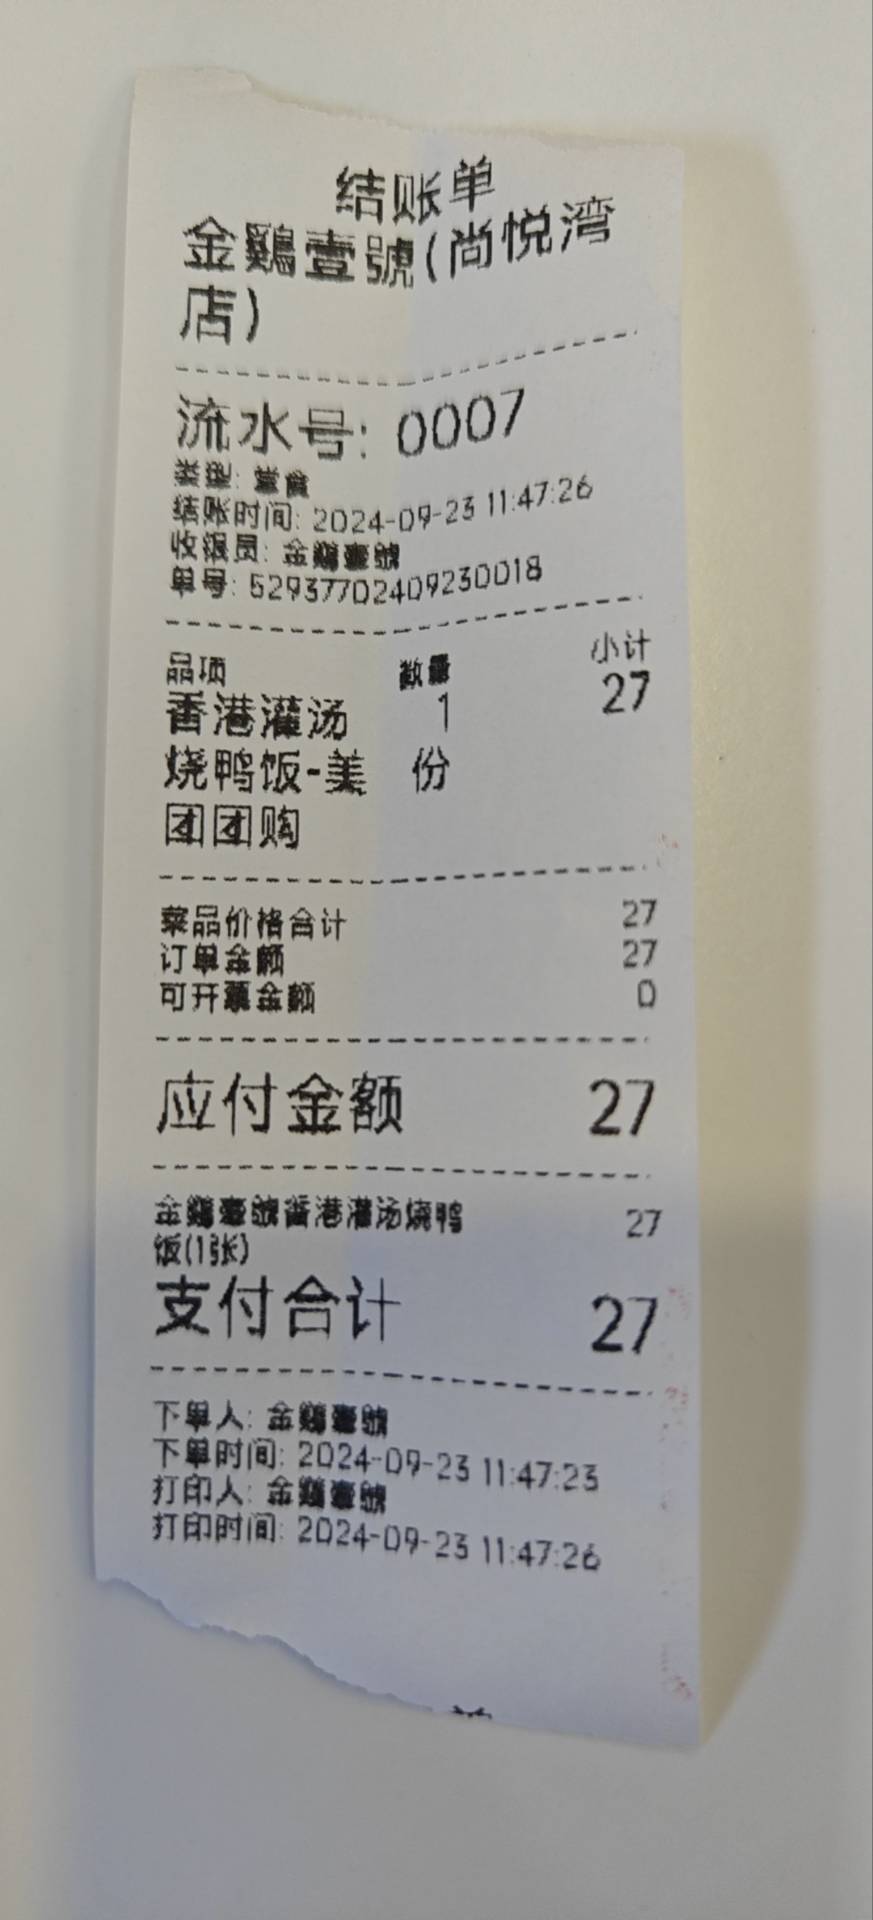 结账单
金鷄壹號(尚悦湾
店)
流水号: 0007
类型: 堂食
结账时间: 2024-09-23 11:47:26
收银员: 金鷄壹號
单号: 52937702409230018
品项 数量 小计
香港灌汤 1 27
烧鸭饭-美 份
团团购
菜品价格合计 27
订单金额 27
可开票金额 0
应付金额 27
金鷄壹號香港灌汤烧鸭 27
饭(1张)
支付合计 27
下单人: 金鷄壹號
下单时间: 2024-09-23 11:47:23
打印人: 金鷄壹號
打印时间: 2024-09-23 11:47:26